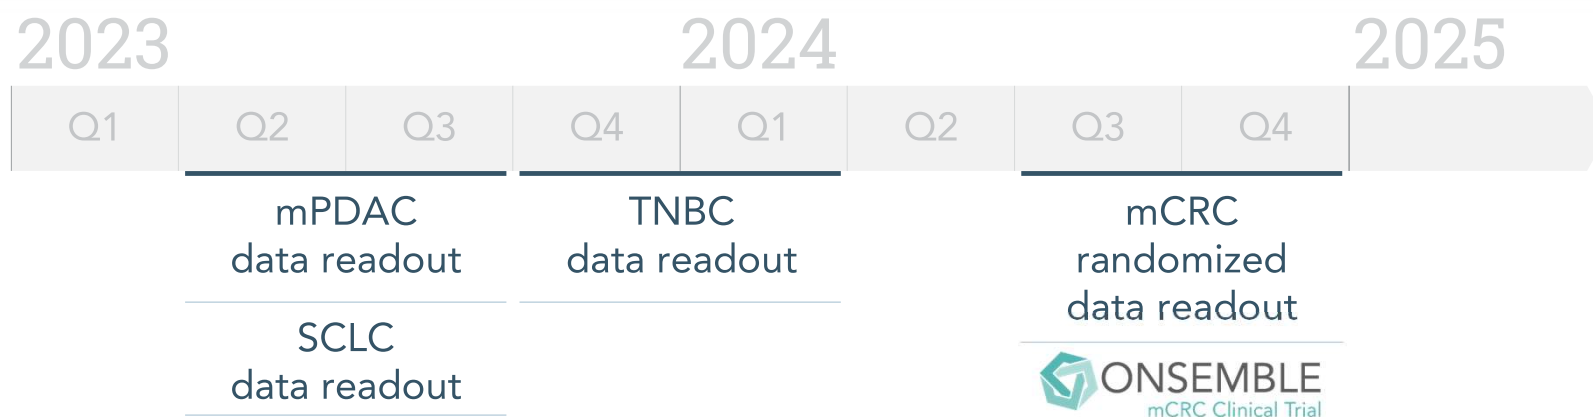 2023 2024 2025
Q1 Q2 Q3 Q4 Q1 Q2 Q3 Q4
mPDAC
data readout
SCLC
data readout
TNBC
data readout
mCRC
randomized
data readout
ONSEMBLE
mCRC Clinical Trial